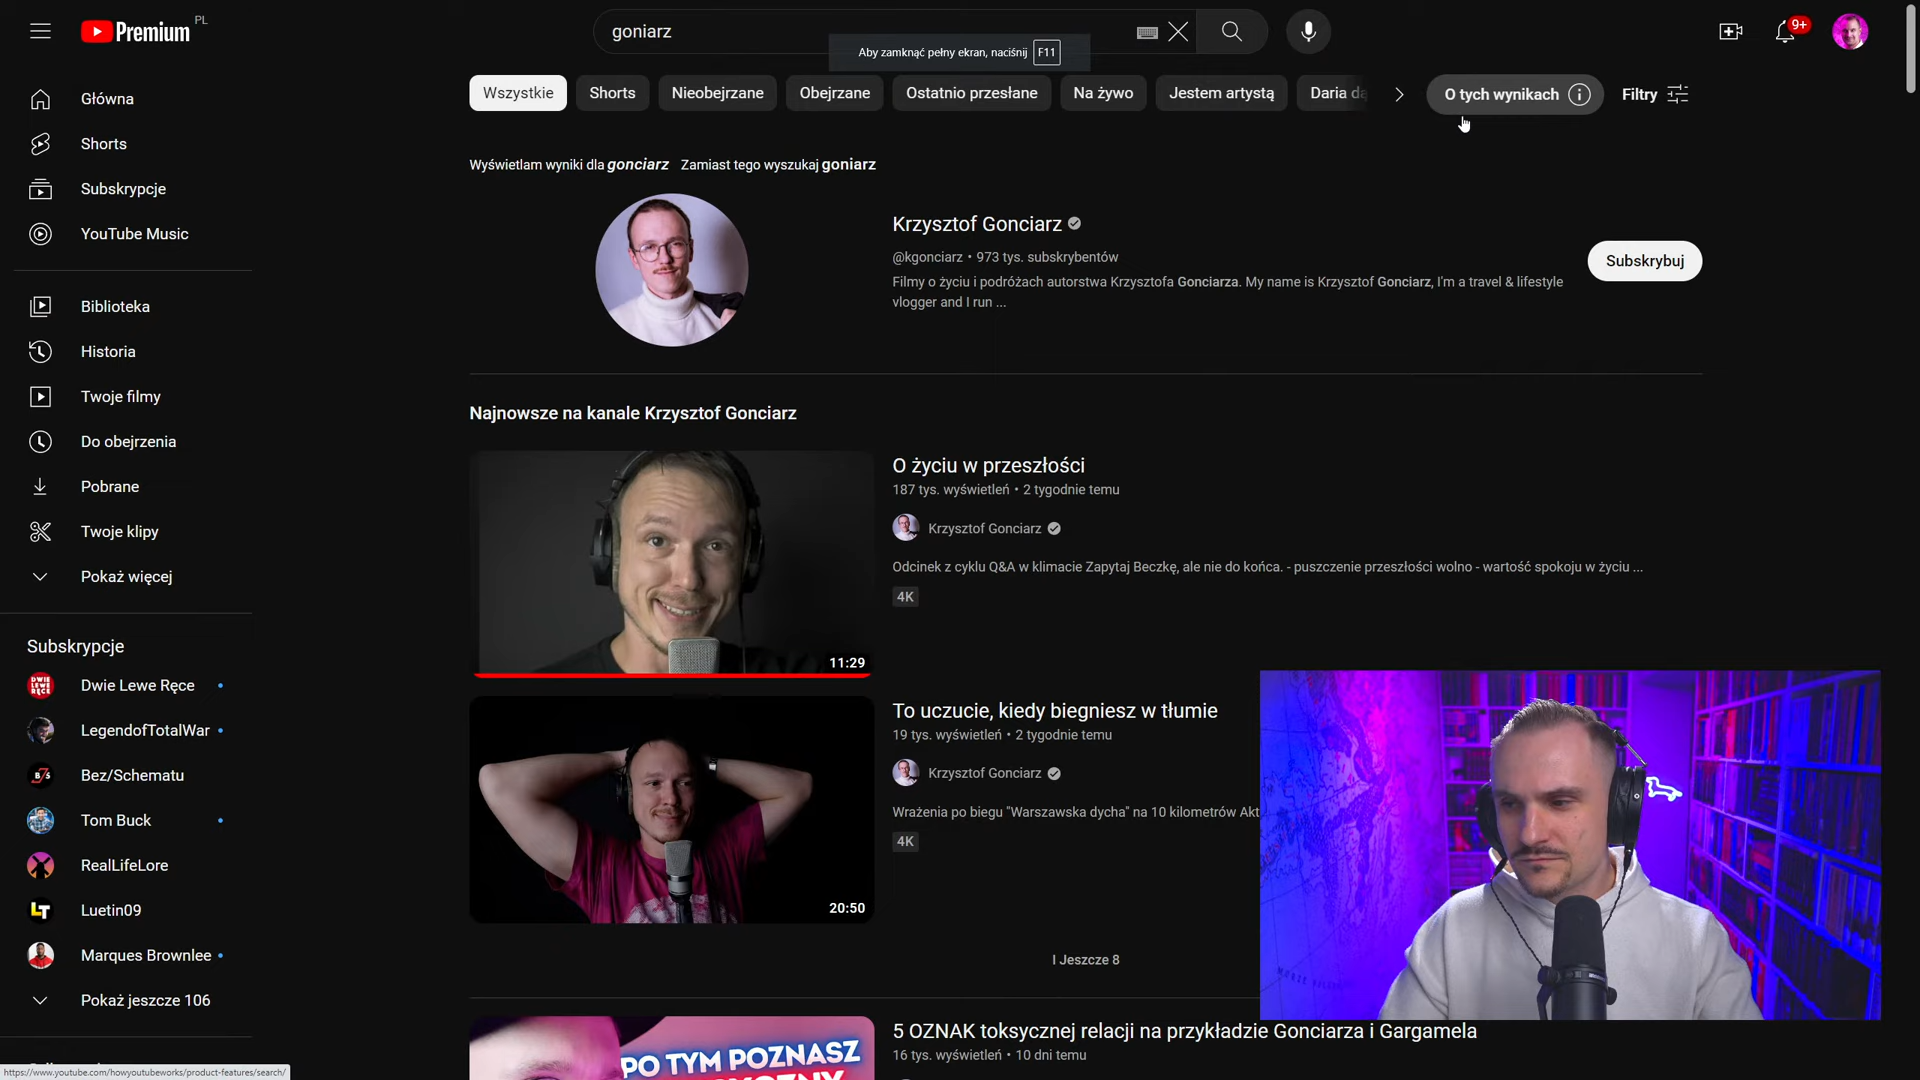 Premium PL
goniarz
Aby zamknąć pełny ekran, naciśnij F11
9+
Wszystkie
Shorts
Nieobejrzane
Obejrzane
Ostatnio przesłane
Na żywo
Jestem artystą
Daria
O tych wynikach
Filtry
Główna
Shorts
Subskrypcje
YouTube Music
Biblioteka
Historia
Twoje filmy
Do obejrzenia
Pobrane
Twoje klipy
Pokaż więcej
Subskrypcje
Dwie Lewe Ręce
LegendofTotalWar
Bez/Schematu
Tom Buck
RealLifeLore
Luetin09
Marques Brownlee
Pokaż jeszcze 106
Wyświetlam wyniki dla gonciarz Zamiast tego wyszukaj goniarz
Krzysztof Gonciarz
@kgonciarz • 973 tys. subskrybentów
Filmy o życiu i podróżach autorstwa Krzysztofa Gonciarza. My name is Krzysztof Gonciarz, I'm a travel & lifestyle
vlogger and I run ...
Subskrybuj
Najnowsze na kanale Krzysztof Gonciarz
11:29
O życiu w przeszłości
187 tys. wyświetleń • 2 tygodnie temu
Krzysztof Gonciarz
Odcinek z cyklu Q&A w klimacie Zapytaj Beczkę, ale nie do końca. - puszczenie przeszłości wolno - wartość spokoju w życiu ...
4K
20:50
To uczucie, kiedy biegniesz w tłumie
19 tys. wyświetleń • 2 tygodnie temu
Krzysztof Gonciarz
Wrażenia po biegu "Warszawska dycha" na 10 kilometrów Akt
4K
I Jeszcze 8
PO TYM POZNASZ
5 OZNAK toksycznej relacji na przykładzie Gonciarza i Gargamela
16 tys. wyświetleń • 10 dni temu
https://www.youtube.com/howyoutubeworks/product-features/search/